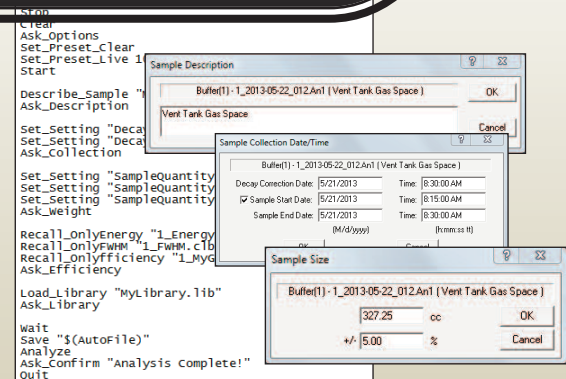 Stop
Clear
Ask_Options
Set_Preset_Clear
Set_Preset_Live
Start
Describe_Sample
Ask_Description
Set_Setting "Decay
Set_Setting "Decay
Ask_Collection
Set_Setting "SampleQuantity
Set_Setting "SampleQuantity
Set_Setting "SampleQuantity
Ask_Weight
Recall_OnlyEnergy "1_Energy
Recall_OnlyFWHM "1_FWHM.clb
Recall_Onlyfficiency "1_MyG
Ask_Efficiency
Load_Library "MyLibrary.lib"
Ask_Library
Wait
Save "$(AutoFile)"
Analyze
Ask_Confirm "Analysis Complete!"
Quit
Sample Description
Buffer(1) - 1_2013-05-22_012.An1 ( Vent Tank Gas Space )
OK
Vent Tank Gas Space
Cancel
Sample Collection Date/Time
Buffer(1) - 1_2013-05-22_012.An1 ( Vent Tank Gas Space )
Decay Correction Date: 5/21/2013 Time: 8:30:00 AM
Sample Start Date: 5/21/2013 Time: 8:15:00 AM
Sample End Date: 5/21/2013 Time: 8:30:00 AM
(M/d/yyyy) (h:mm:ss tt)
OK Cancel
Sample Size
Buffer(1) - 1_2013-05-22_012.An1 ( Vent Tank Gas Space )
327.25 cc OK
+/- 5.00 % Cancel